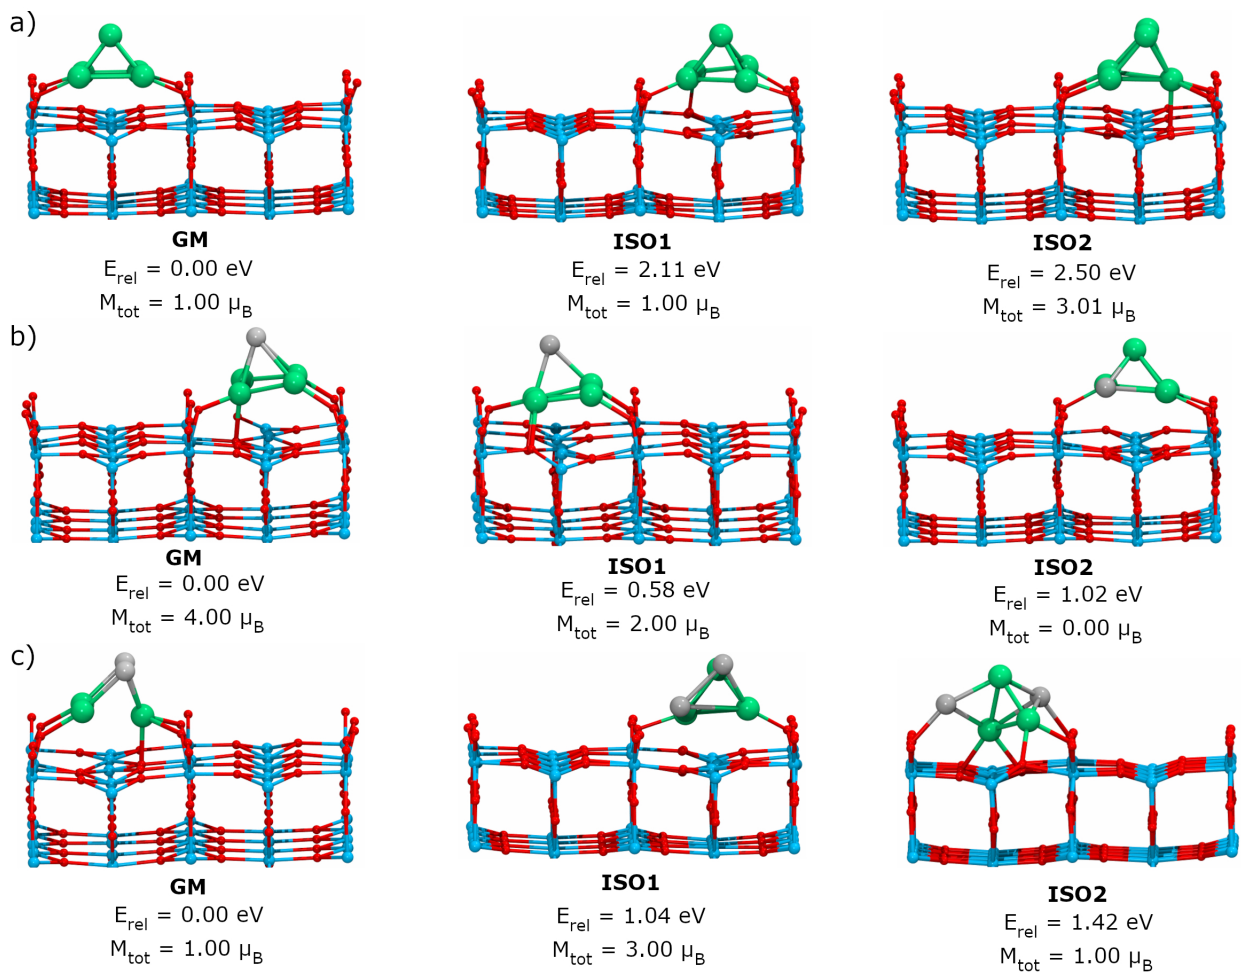 a)
GM
E_rel = 0.00 eV
M_tot = 1.00 μ_B
ISO1
E_rel = 2.11 eV
M_tot = 1.00 μ_B
ISO2
E_rel = 2.50 eV
M_tot = 3.01 μ_B
b)
GM
E_rel = 0.00 eV
M_tot = 4.00 μ_B
ISO1
E_rel = 0.58 eV
M_tot = 2.00 μ_B
ISO2
E_rel = 1.02 eV
M_tot = 0.00 μ_B
c)
GM
E_rel = 0.00 eV
M_tot = 1.00 μ_B
ISO1
E_rel = 1.04 eV
M_tot = 3.00 μ_B
ISO2
E_rel = 1.42 eV
M_tot = 1.00 μ_B